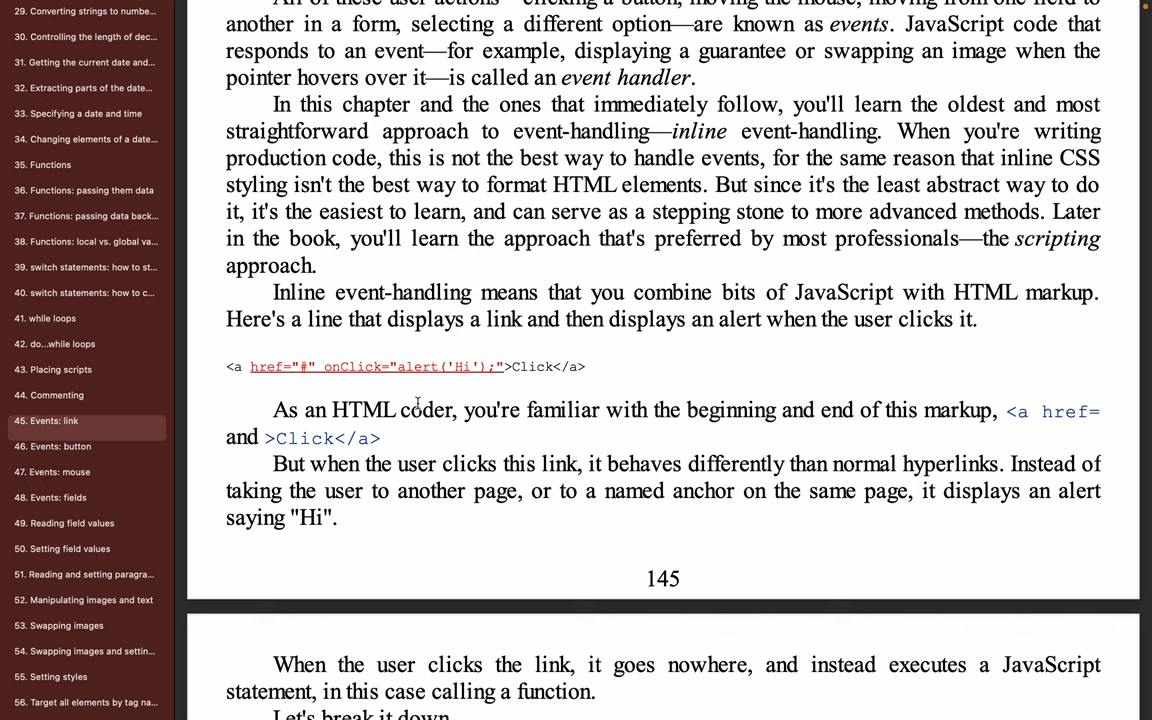 29. Converting strings to numbe...
30. Controlling the length of dec...
31. Getting the current date and...
32. Extracting parts of the date...
33. Specifying a date and time
34. Changing elements of a date...
35. Functions
36. Functions: passing them data
37. Functions: passing data back...
38. Functions: local vs. global va...
39. switch statements: how to st...
40. switch statements: how to c...
41. while loops
42. do...while loops
43. Placing scripts
44. Commenting
45. Events: link
46. Events: button
47. Events: mouse
48. Events: fields
49. Reading field values
50. Setting field values
51. Reading and setting paragra...
52. Manipulating images and text
53. Swapping images
54. Swapping images and settin...
55. Setting styles
56. Target all elements by tag na...
All of these user actions—clicking a button, moving the mouse, moving from one field to
another in a form, selecting a different option—are known as events. JavaScript code that
responds to an event—for example, displaying a guarantee or swapping an image when the
pointer hovers over it—is called an event handler.
In this chapter and the ones that immediately follow, you'll learn the oldest and most
straightforward approach to event-handling—inline event-handling. When you're writing
production code, this is not the best way to handle events, for the same reason that inline CSS
styling isn't the best way to format HTML elements. But since it's the least abstract way to do
it, it's the easiest to learn, and can serve as a stepping stone to more advanced methods. Later
in the book, you'll learn the approach that's preferred by most professionals—the scripting
approach.
Inline event-handling means that you combine bits of JavaScript with HTML markup.
Here's a line that displays a link and then displays an alert when the user clicks it.
<a href="#" onClick="alert('Hi');">Click</a>
As an HTML coder, you're familiar with the beginning and end of this markup, <a href=
and >Click</a>
But when the user clicks this link, it behaves differently than normal hyperlinks. Instead of
taking the user to another page, or to a named anchor on the same page, it displays an alert
saying "Hi".
145
When the user clicks the link, it goes nowhere, and instead executes a JavaScript
statement, in this case calling a function.
Let's break it down.